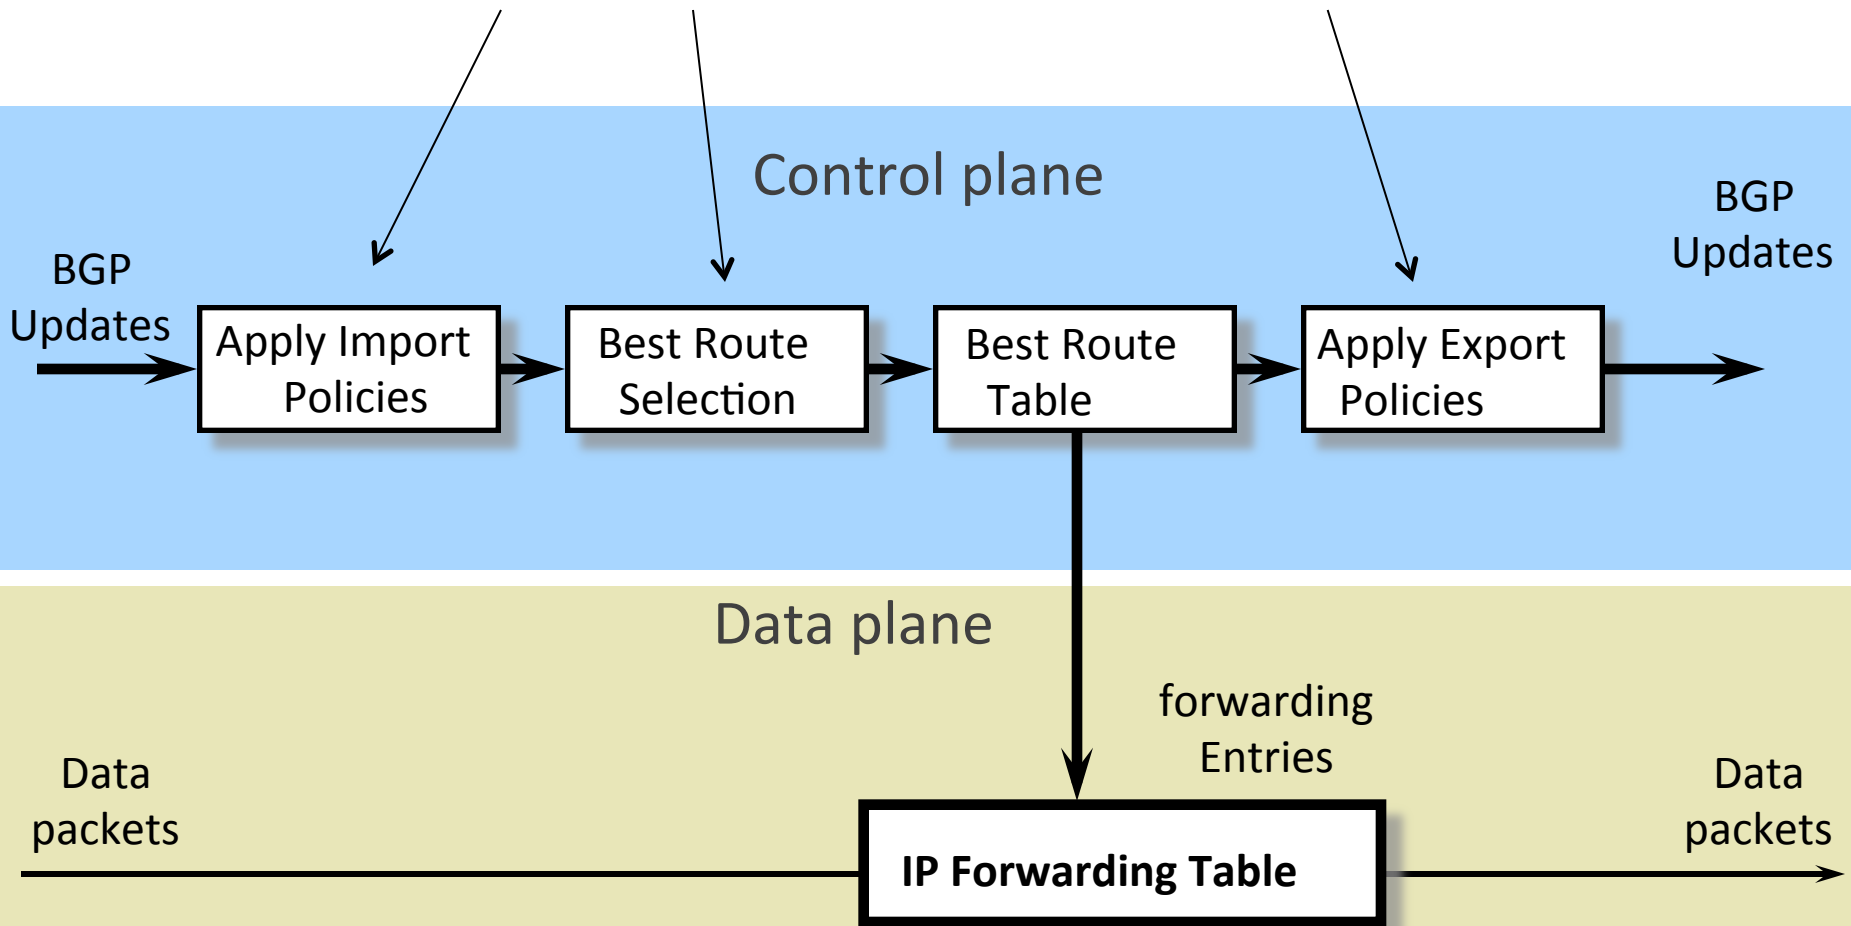 Control plane
BGP
Updates
BGP
Updates
Apply Import
Policies
Best Route
Selection
Best Route
Table
Apply Export
Policies
Data plane
forwarding
Entries
Data
packets
Data
packets
IP Forwarding Table